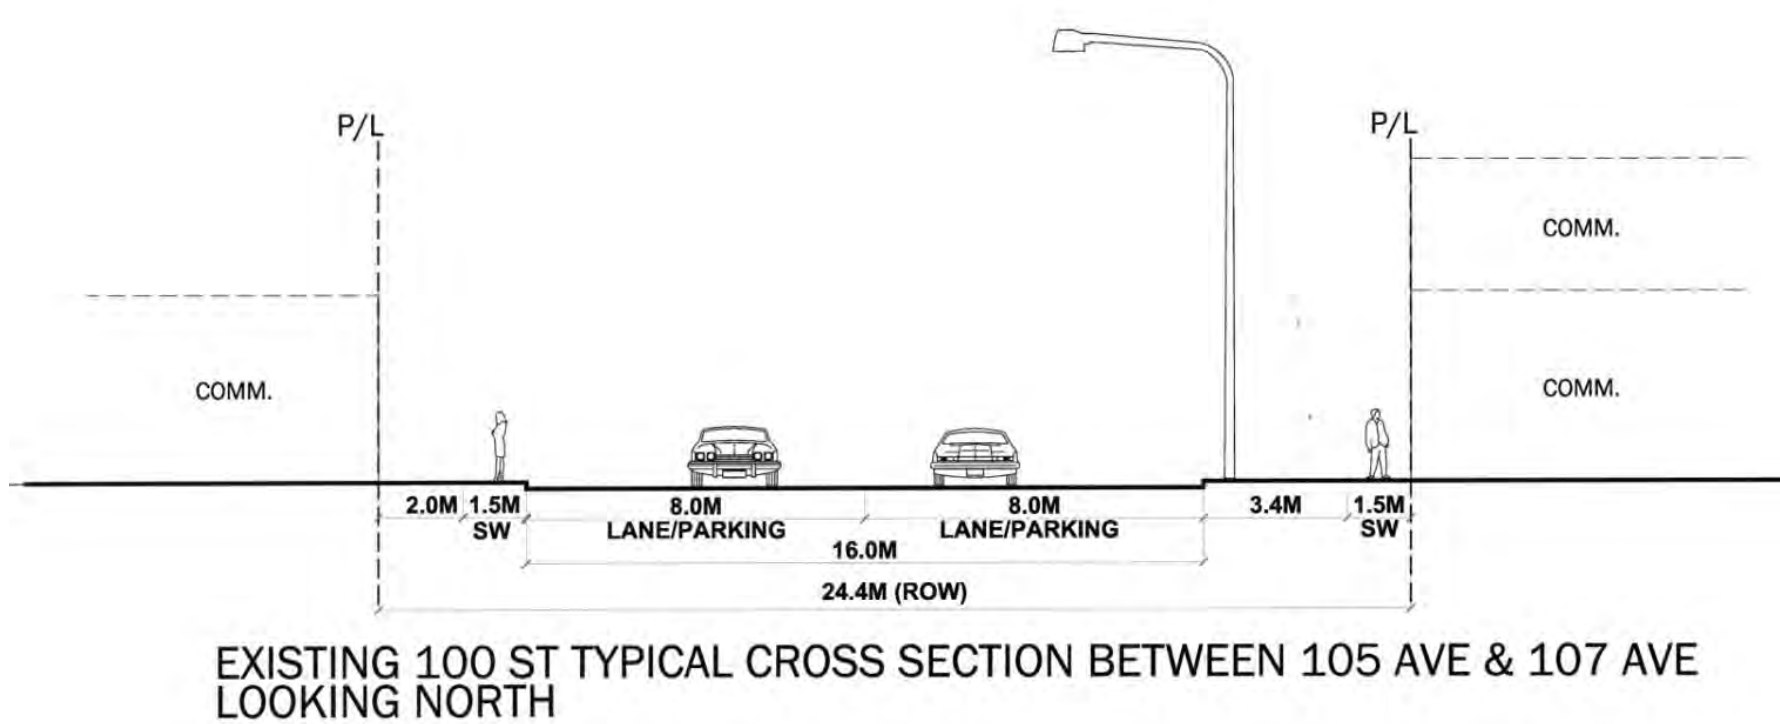 P/L
P/L
COMM.
COMM.
COMM.
2.0M 1.5M 8.0M 8.0M 3.4M 1.5M
SW LANE/PARKING LANE/PARKING SW
16.0M
24.4M (ROW)
EXISTING 100 ST TYPICAL CROSS SECTION BETWEEN 105 AVE & 107 AVE
LOOKING NORTH